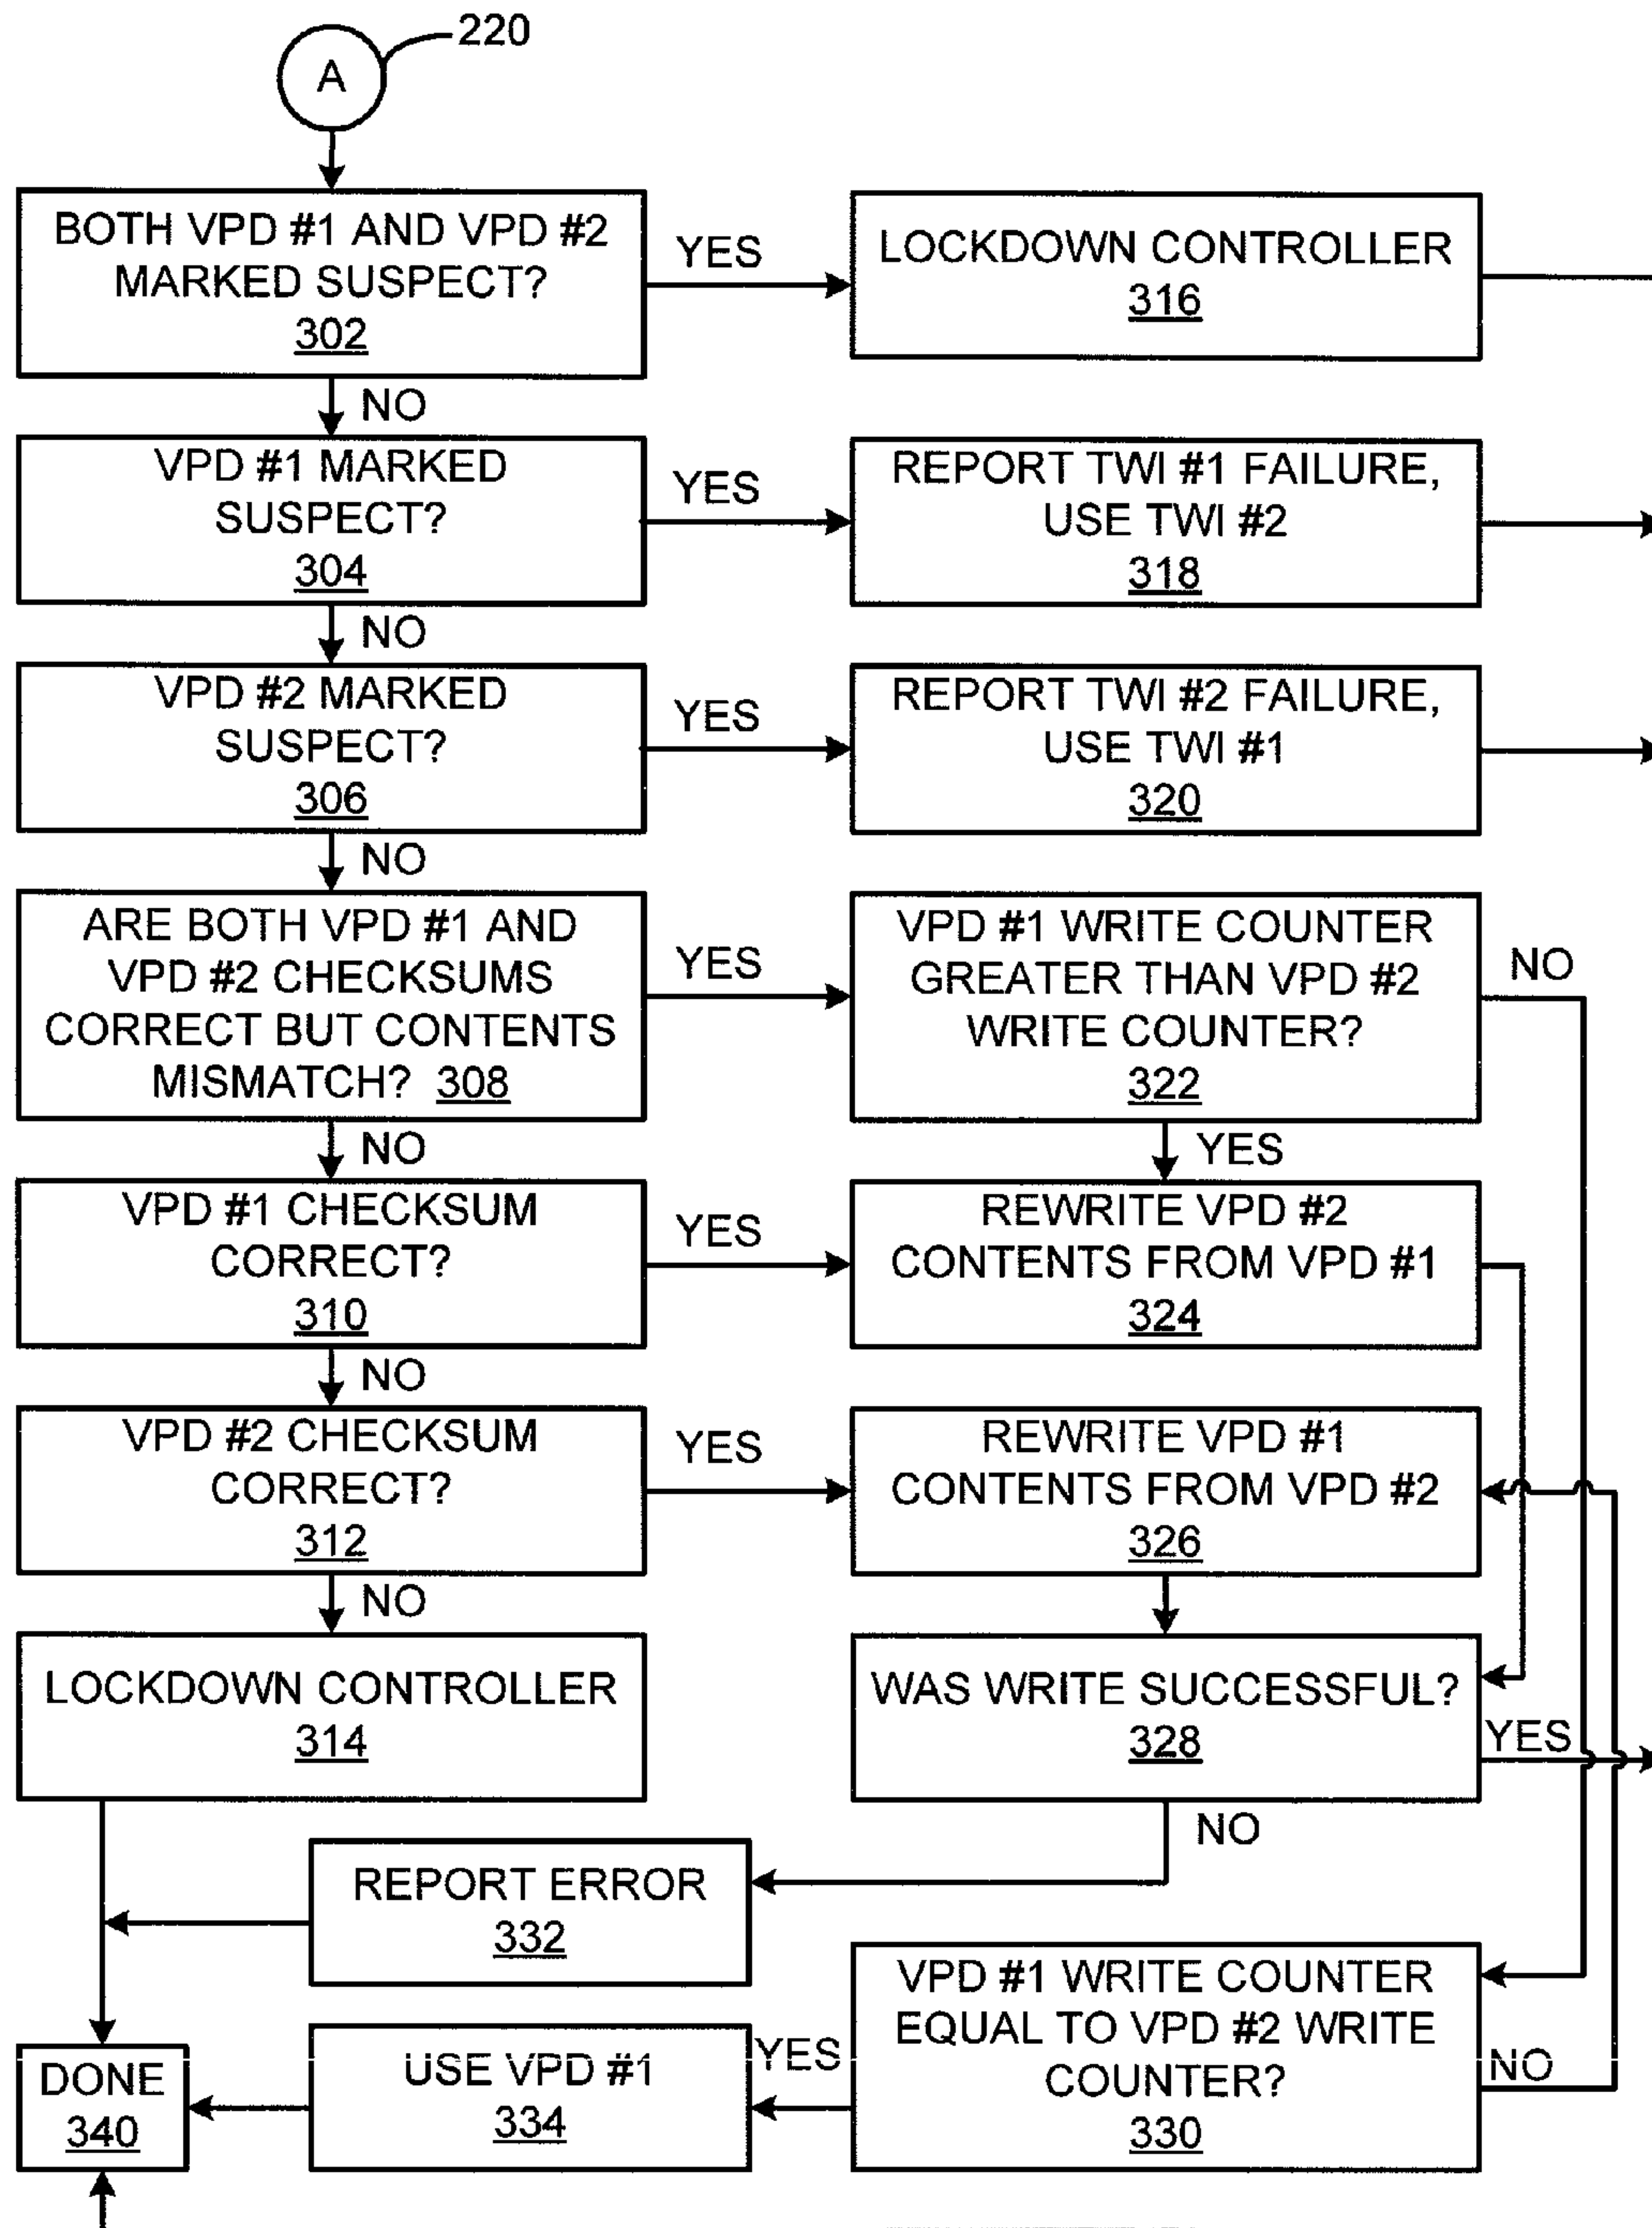 220
A
BOTH VPD #1 AND VPD #2
MARKED SUSPECT?
302
YES
LOCKDOWN CONTROLLER
316
NO
VPD #1 MARKED
SUSPECT?
304
YES
REPORT TWI #1 FAILURE,
USE TWI #2
318
NO
VPD #2 MARKED
SUSPECT?
306
YES
REPORT TWI #2 FAILURE,
USE TWI #1
320
NO
ARE BOTH VPD #1 AND
VPD #2 CHECKSUMS
CORRECT BUT CONTENTS
MISMATCH? 308
YES
VPD #1 WRITE COUNTER
GREATER THAN VPD #2
WRITE COUNTER?
322
NO
NO
YES
VPD #1 CHECKSUM
CORRECT?
310
YES
REWRITE VPD #2
CONTENTS FROM VPD #1
324
NO
VPD #2 CHECKSUM
CORRECT?
312
YES
REWRITE VPD #1
CONTENTS FROM VPD #2
326
NO
LOCKDOWN CONTROLLER
314
WAS WRITE SUCCESSFUL?
328
YES
NO
REPORT ERROR
332
VPD #1 WRITE COUNTER
EQUAL TO VPD #2 WRITE
COUNTER?
330
NO
YES
USE VPD #1
334
DONE
340